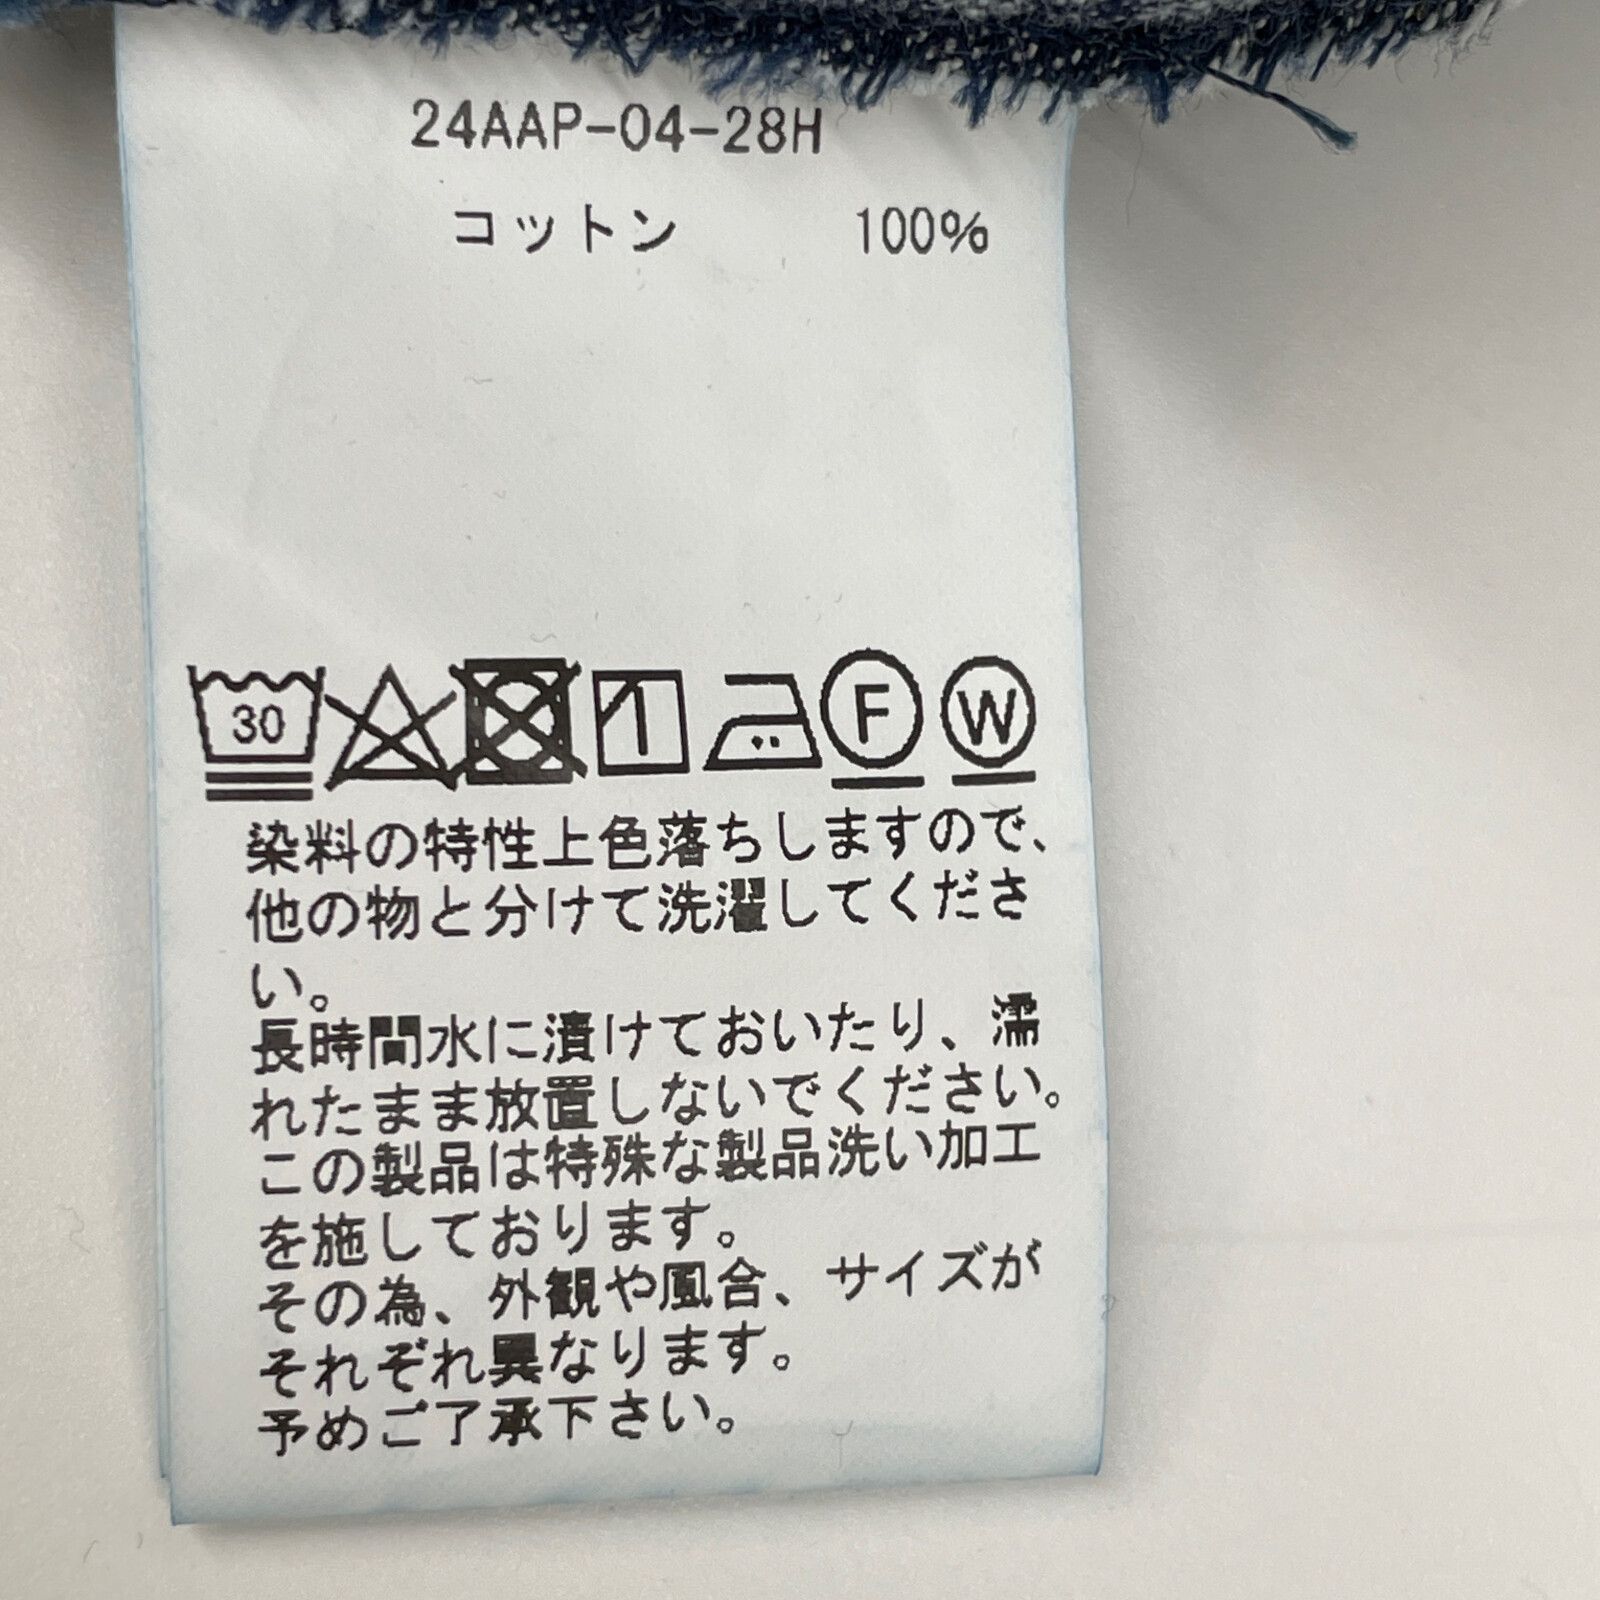 24AAP-04-28H
コットン 100%
30 F W
染料の特性上色落ちしますので、
他の物と分けて洗濯してくださ
い。
長時間水に漬けておいたり、濡
れたまま放置しないでください。
この製品は特殊な製品洗い加工
を施しております。
その為、外観や風合、サイズが
それぞれ異なります。
予めご了承下さい。